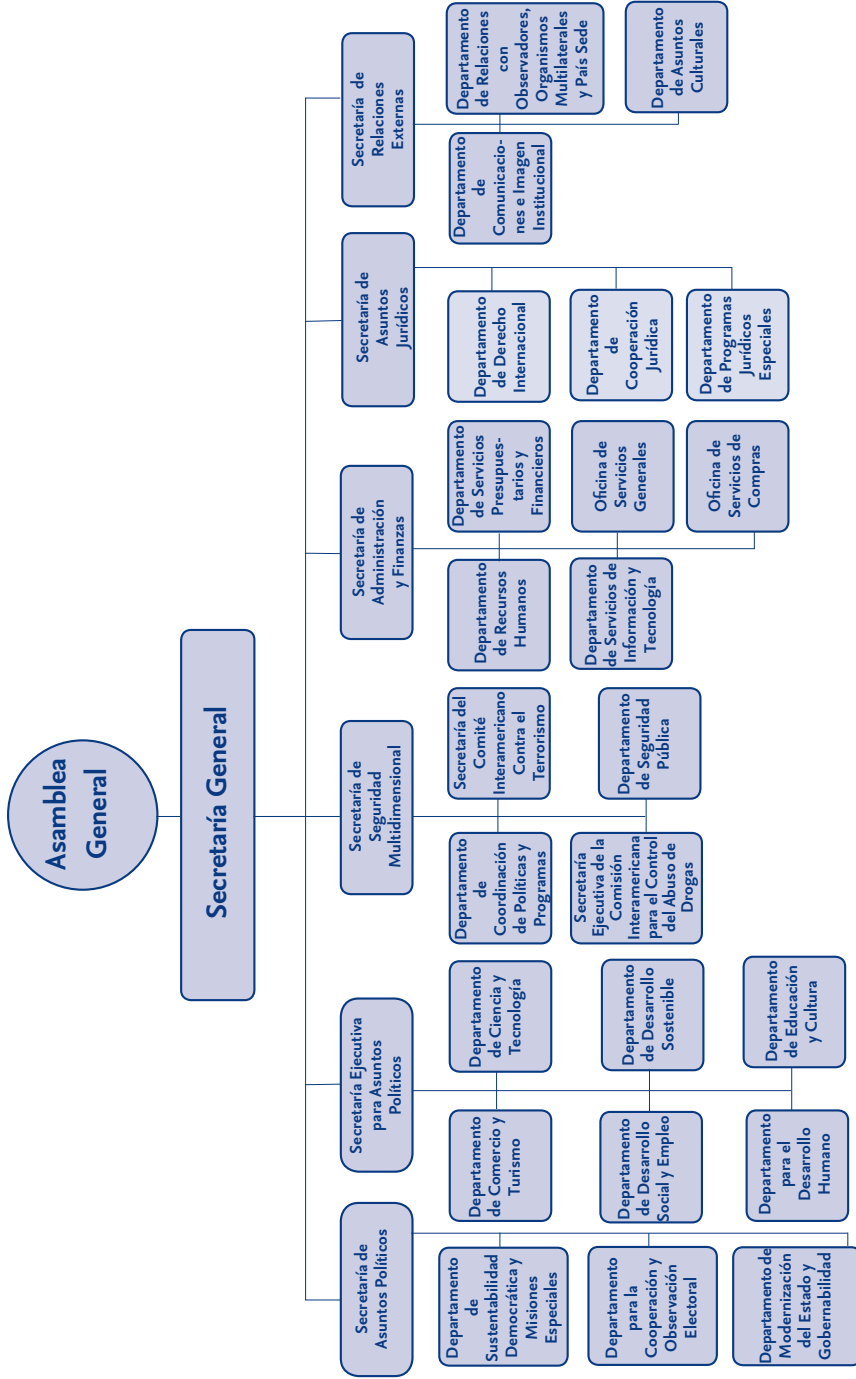 Asamblea
General
Secretaría General
Secretaría de
Asuntos Políticos
Secretaría Ejecutiva
para Asuntos
Políticos
Secretaría de
Seguridad
Multidimensional
Secretaría de
Administración
y Finanzas
Secretaría de
Asuntos
Jurídicos
Secretaría de
Relaciones
Externas
Departamento
de
Sustentabilidad
Democrática y
Misiones
Especiales
Departamento
para la
Cooperación y
Observación
Electoral
Departamento de
Modernización
del Estado y
Gobernabilidad
Departamento
de Comercio y
Turismo
Departamento
de Ciencia y
Tecnología
Departamento
de Desarrollo
Social y Empleo
Departamento
de Desarrollo
Sostenible
Departamento
para el
Desarrollo
Humano
Departamento
de Educación
y Cultura
Departamento
de
Coordinación
de Políticas y
Programas
Secretaría del
Comité
Interamericano
Contra el
Terrorismo
Secretaría
Ejecutiva de la
Comisión
Interamericana
para el Control
del Abuso de
Drogas
Departamento
de Seguridad
Pública
Departamento
de Recursos
Humanos
Departamento
de Servicios
Presupues-
tarios y
Financieros
Departamento
de Servicios de
Información y
Tecnología
Oficina de
Servicios
Generales
Oficina de
Servicios de
Compras
Departamento
de Derecho
Internacional
Departamento
de
Cooperación
Jurídica
Departamento
de Programas
Jurídicos
Especiales
Departamento
de
Comunicacio-
nes e Imagen
Institucional
Departamento
de Relaciones
con
Observadores,
Organismos
Multilaterales
y País Sede
Departamento
de Asuntos
Culturales